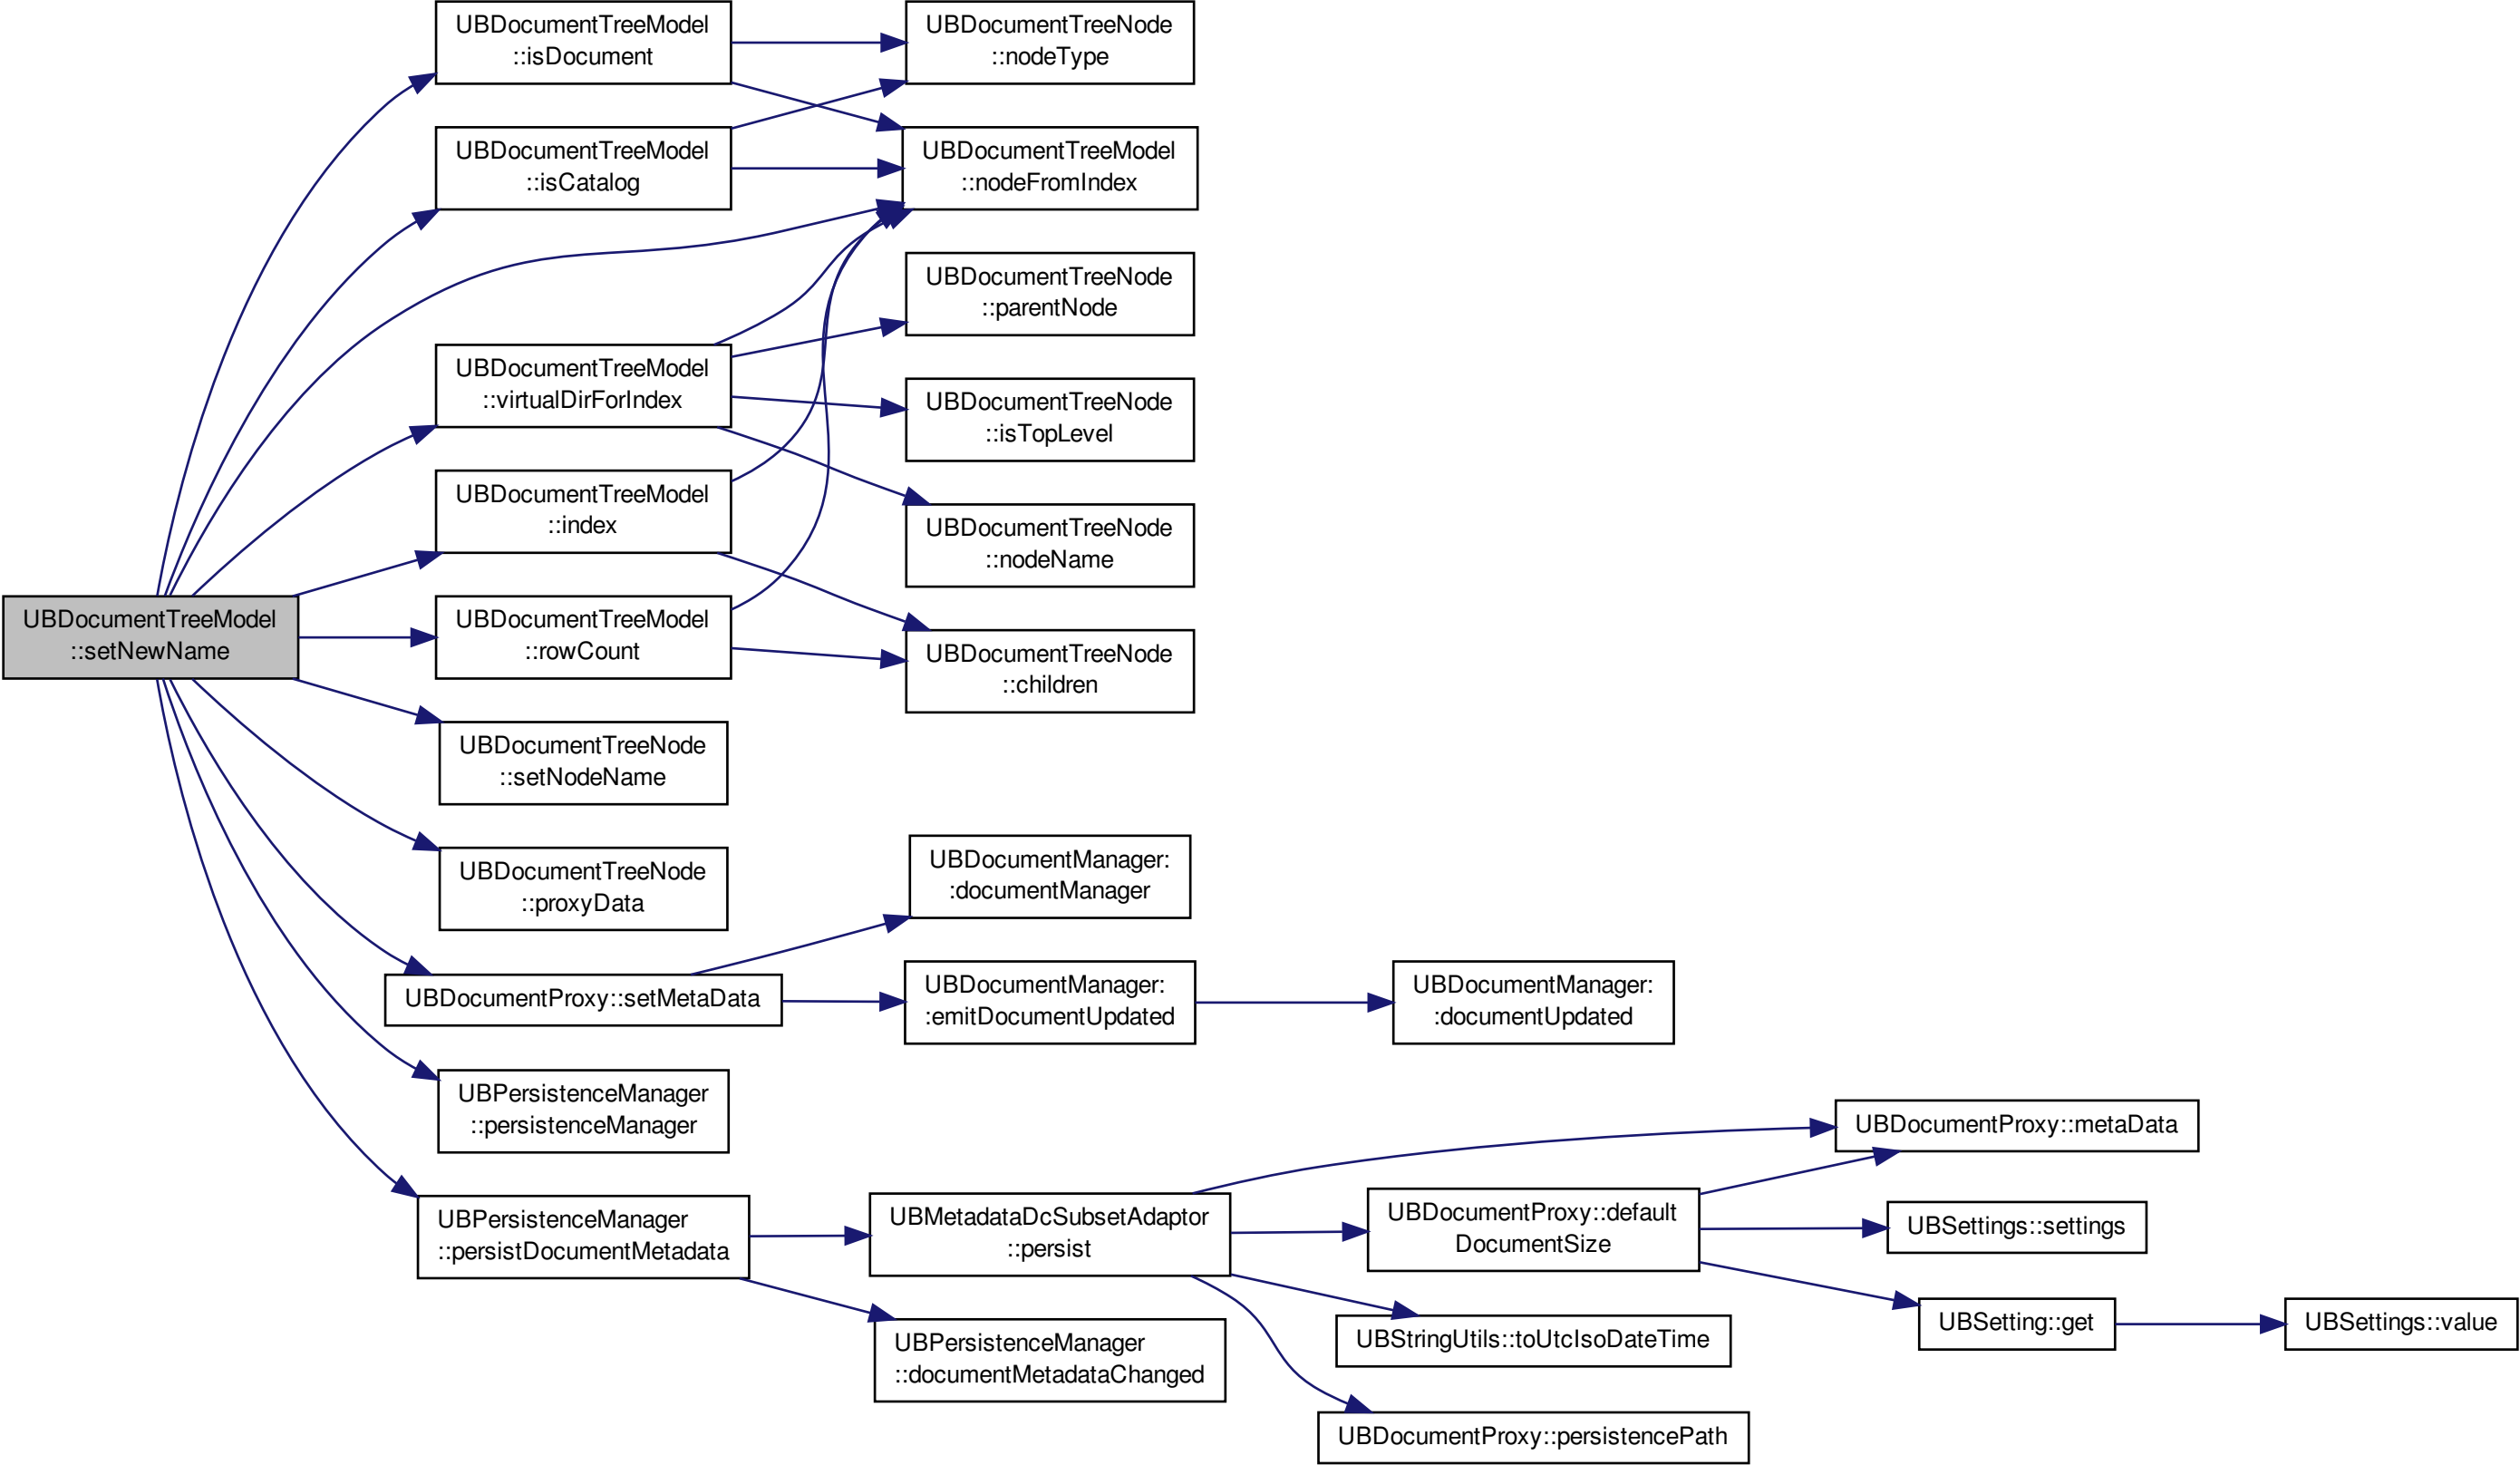 UBDocumentTreeModel
::setNewName
UBDocumentTreeModel
::isDocument
UBDocumentTreeModel
::isCatalog
UBDocumentTreeModel
::virtualDirForIndex
UBDocumentTreeModel
::index
UBDocumentTreeModel
::rowCount
UBDocumentTreeNode
::setNodeName
UBDocumentTreeNode
::proxyData
UBDocumentProxy::setMetaData
UBPersistenceManager
::persistenceManager
UBPersistenceManager
::persistDocumentMetadata
UBDocumentTreeNode
::nodeType
UBDocumentTreeModel
::nodeFromIndex
UBDocumentTreeNode
::parentNode
UBDocumentTreeNode
::isTopLevel
UBDocumentTreeNode
::nodeName
UBDocumentTreeNode
::children
UBDocumentManager:
:documentManager
UBDocumentManager:
:emitDocumentUpdated
UBMetadataDcSubsetAdaptor
::persist
UBPersistenceManager
::documentMetadataChanged
UBDocumentManager:
:documentUpdated
UBDocumentProxy::default
DocumentSize
UBStringUtils::toUtcIsoDateTime
UBDocumentProxy::persistencePath
UBDocumentProxy::metaData
UBSettings::settings
UBSetting::get
UBSettings::value